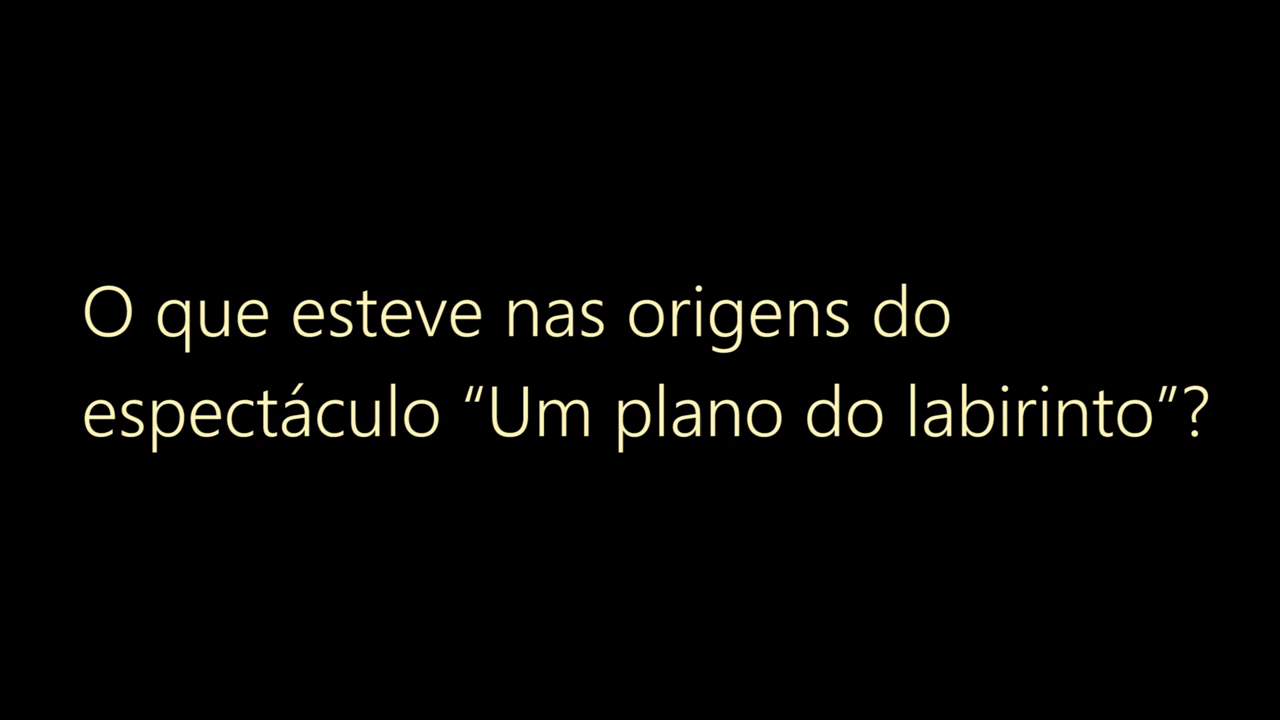 O que esteve nas origens do
espectáculo “Um plano do labirinto”?